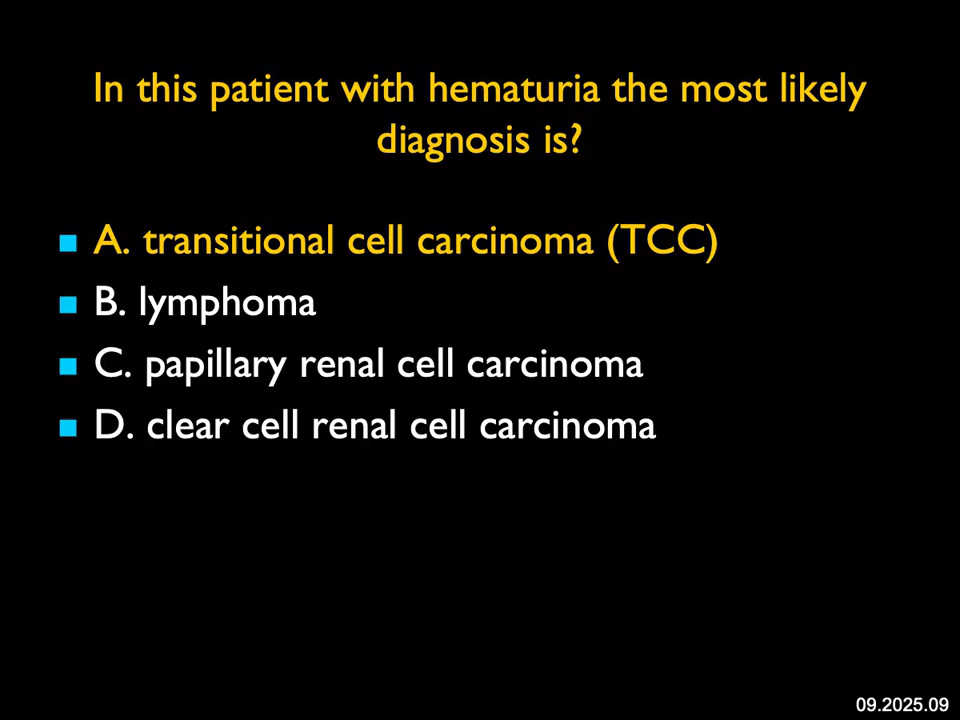 In this patient with hematuria the most likely
diagnosis is?
A. transitional cell carcinoma (TCC)
B. lymphoma
C. papillary renal cell carcinoma
D. clear cell renal cell carcinoma
09.2025.09